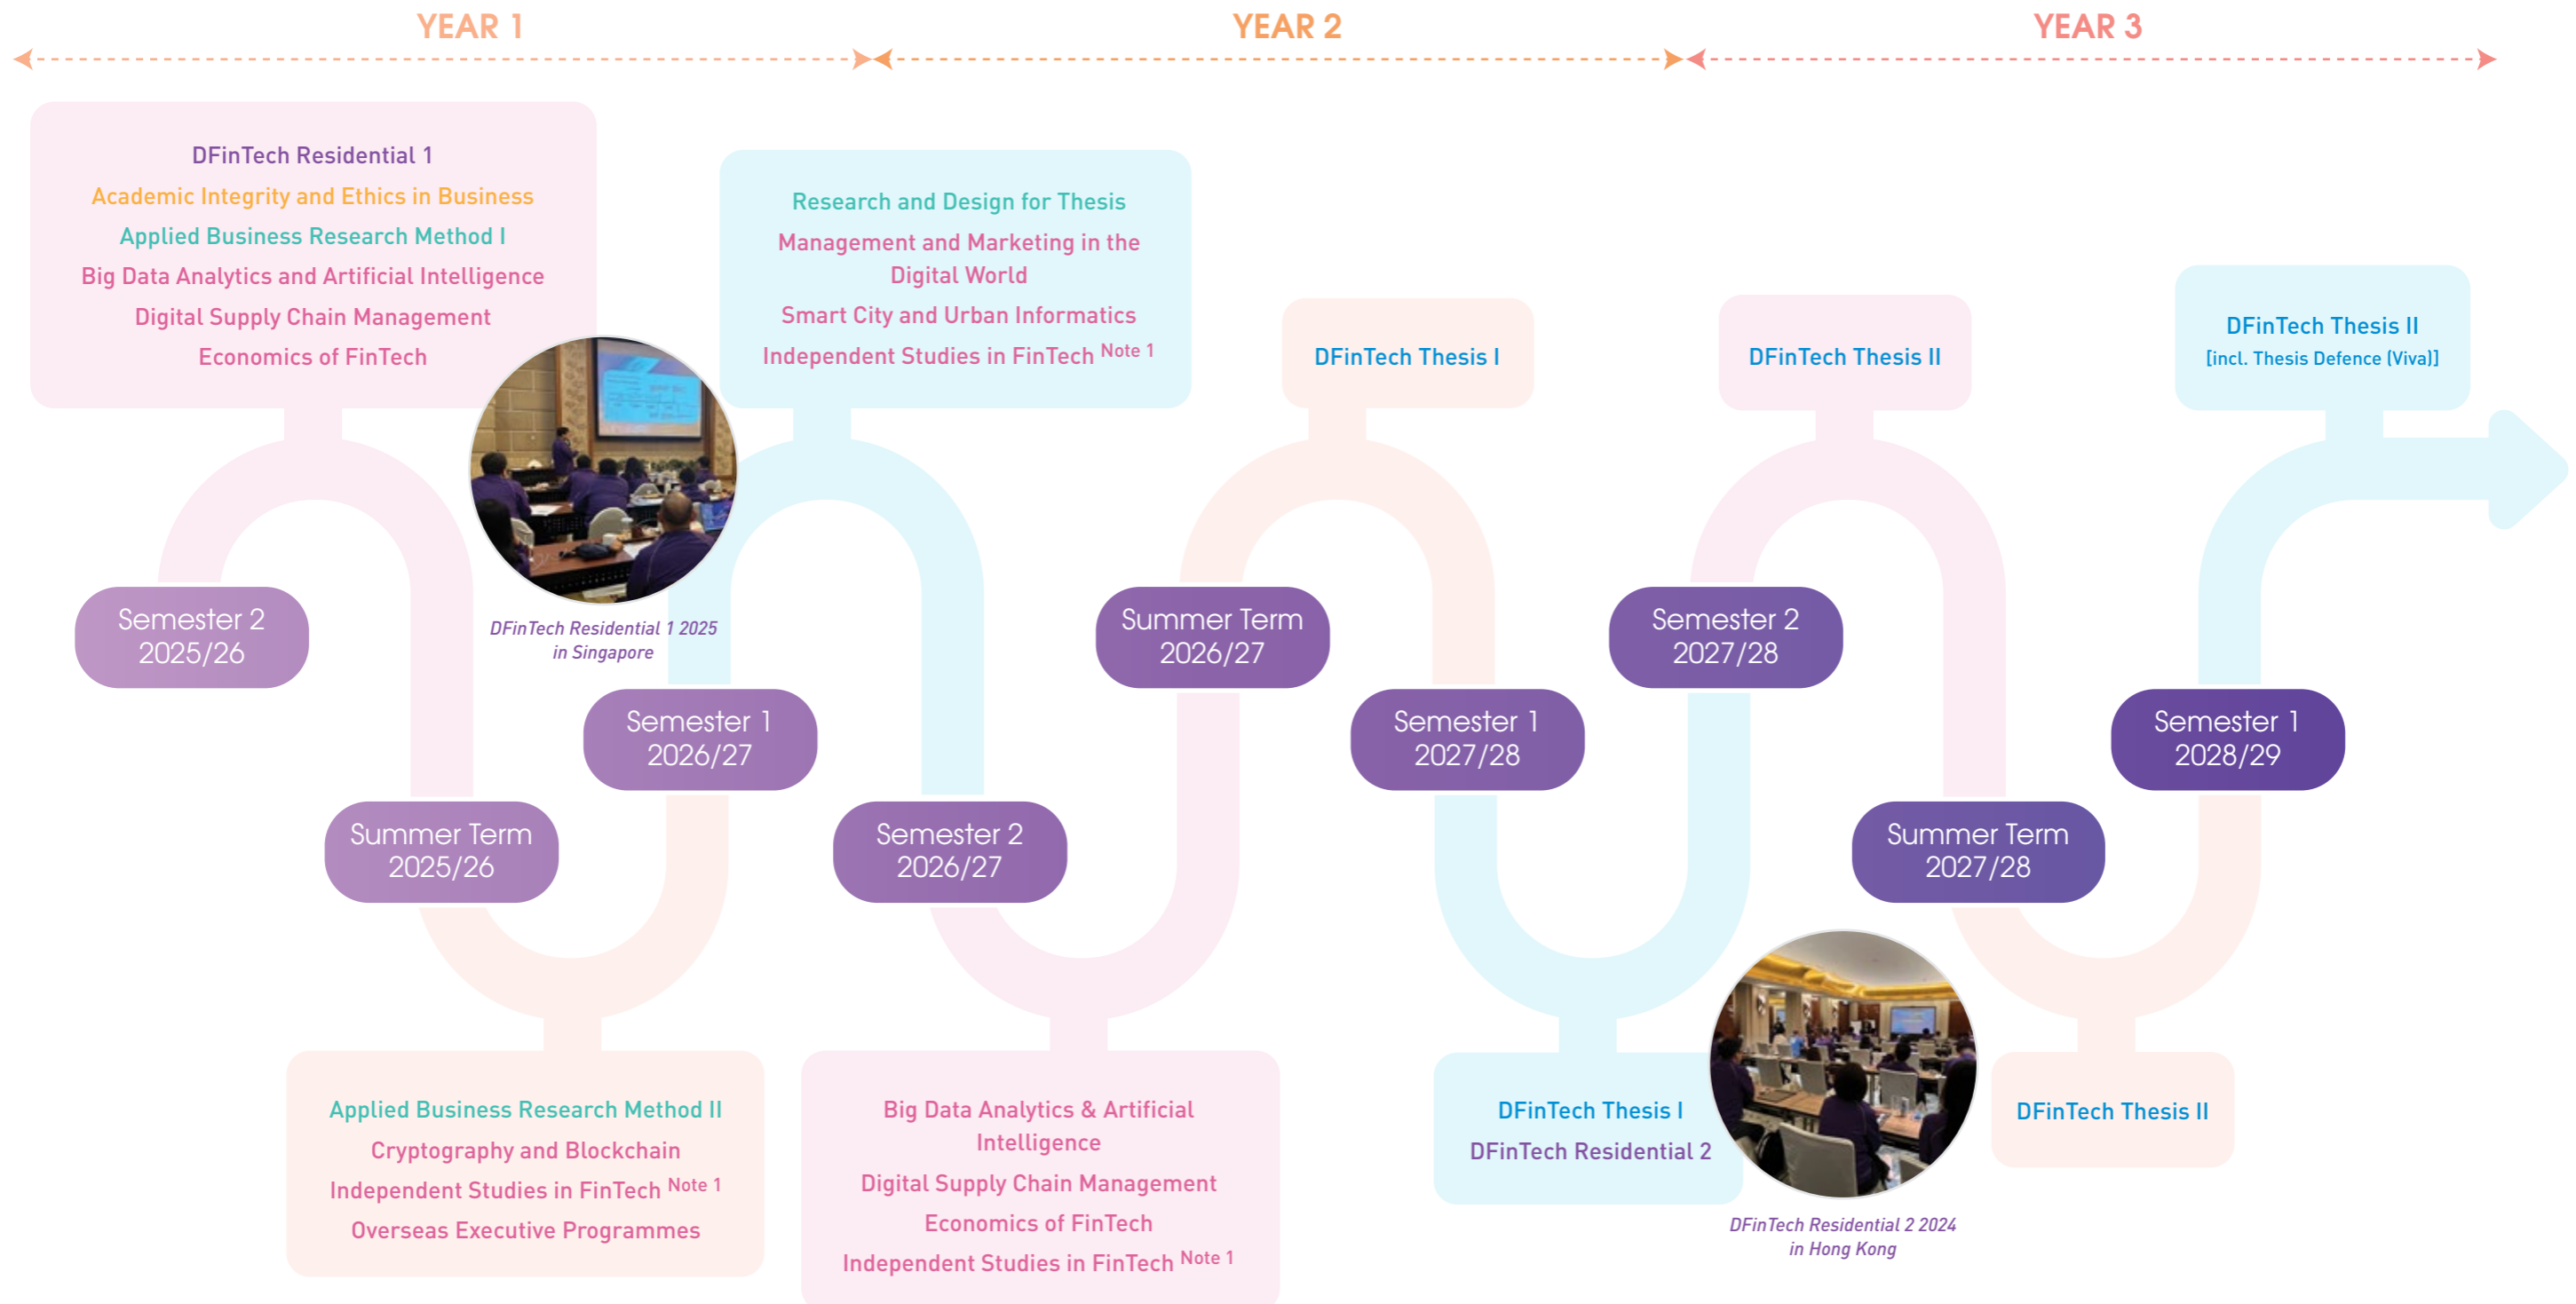 YEAR 1
YEAR 2
YEAR 3
DFinTech Residential 1
Academic Integrity and Ethics in Business
Applied Business Research Method I
Big Data Analytics and Artificial Intelligence
Digital Supply Chain Management
Economics of FinTech
Research and Design for Thesis
Management and Marketing in the
Digital World
Smart City and Urban Informatics
Independent Studies in FinTech Note 1
DFinTech Thesis I
DFinTech Thesis II
DFinTech Thesis II
[incl. Thesis Defence (Viva)]
Semester 2
2025/26
DFinTech Residential 1 2025
in Singapore
Summer Term
2026/27
Semester 2
2027/28
Semester 1
2026/27
Semester 1
2027/28
Semester 1
2028/29
Summer Term
2025/26
Semester 2
2026/27
Summer Term
2027/28
Applied Business Research Method II
Cryptography and Blockchain
Independent Studies in FinTech Note 1
Overseas Executive Programmes
Big Data Analytics & Artificial
Intelligence
Digital Supply Chain Management
Economics of FinTech
Independent Studies in FinTech Note 1
DFinTech Thesis I
DFinTech Residential 2
DFinTech Residential 2 2024
in Hong Kong
DFinTech Thesis II